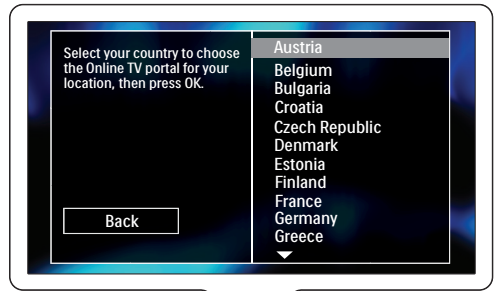 Select your country to choose
the Online TV portal for your
location, then press OK.
Back
Austria
Belgium
Bulgaria
Croatia
Czech Republic
Denmark
Estonia
Finland
France
Germany
Greece